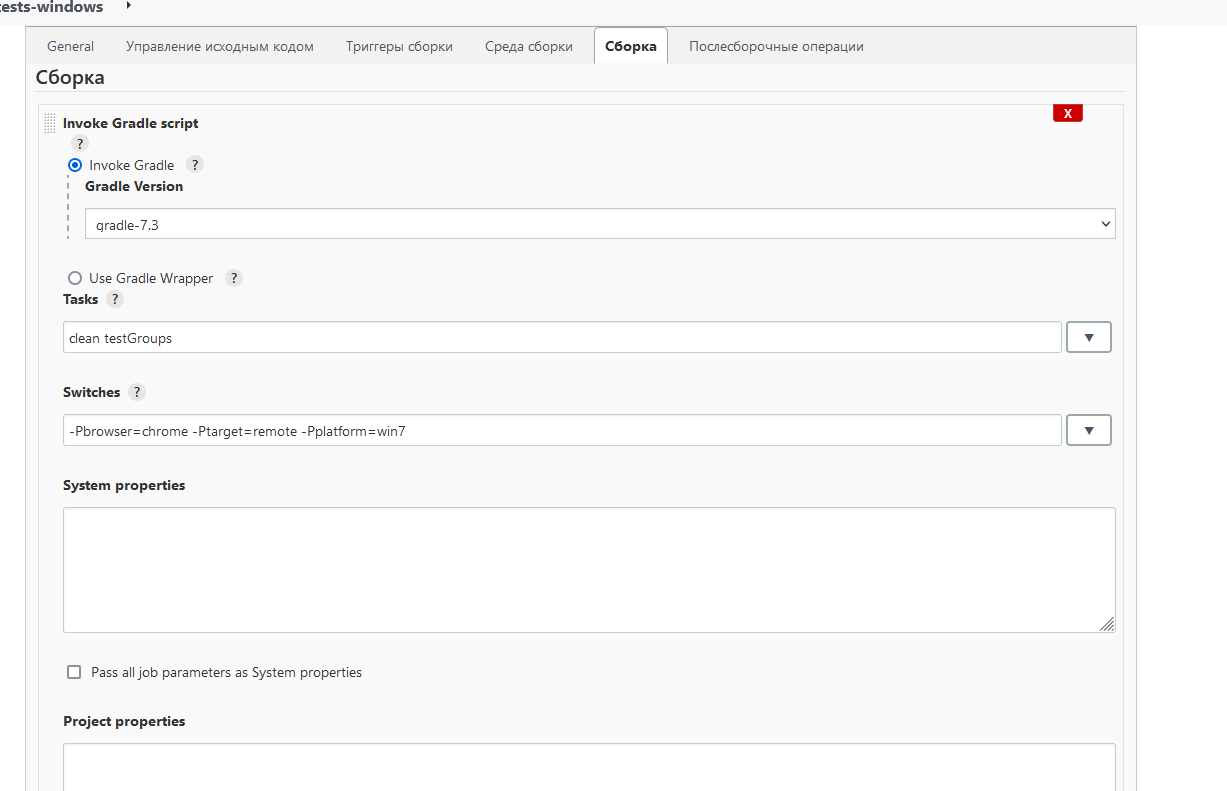 tests-windows
General Управление исходным кодом Триггеры сборки Среда сборки Сборка Послесборочные операции
Сборка
X
Invoke Gradle script
?
Invoke Gradle ?
Gradle Version
gradle-7.3
Use Gradle Wrapper ?
Tasks ?
clean testGroups
Switches ?
-Pbrowser=chrome -Ptarget=remote -Pplatform=win7
System properties
Pass all job parameters as System properties
Project properties